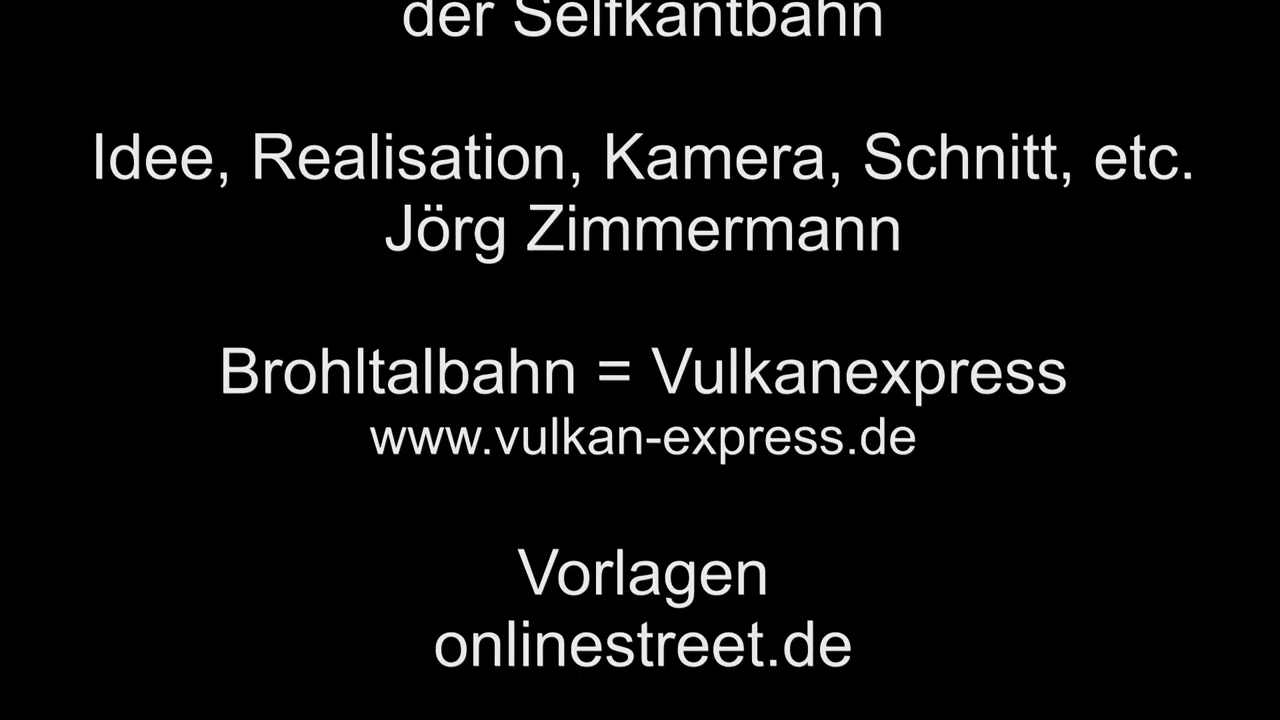 der Selfkantbahn
Idee, Realisation, Kamera, Schnitt, etc.
Jörg Zimmermann
Brohltalbahn = Vulkanexpress
www.vulkan-express.de
Vorlagen
onlinestreet.de